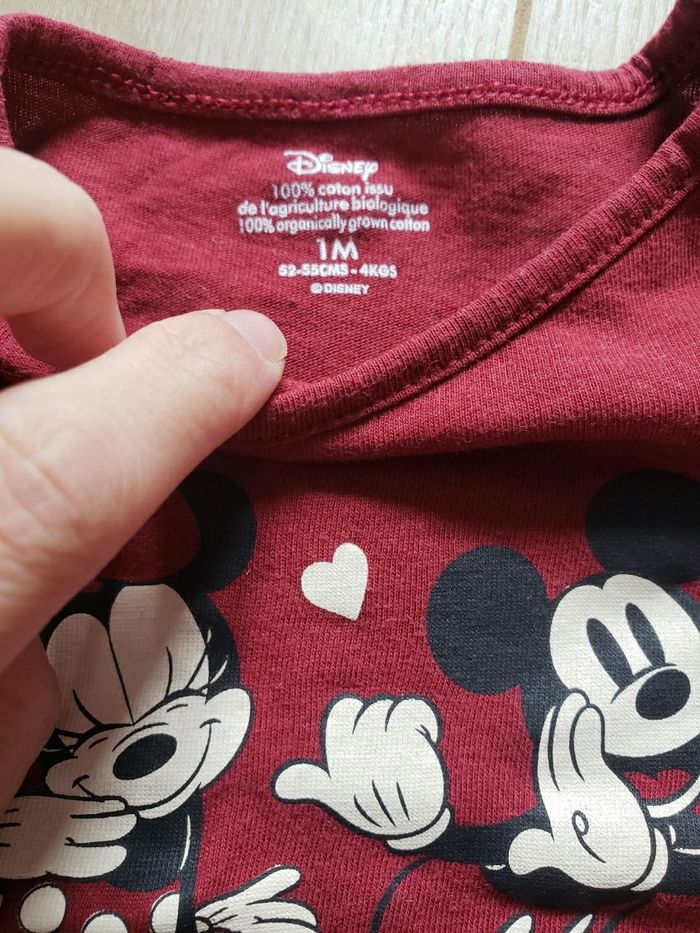 Disney
100% coton issu
de l'agriculture biologique
100% organically grown cotton
1M
52-55CMS - 4KGS
© DISNEY